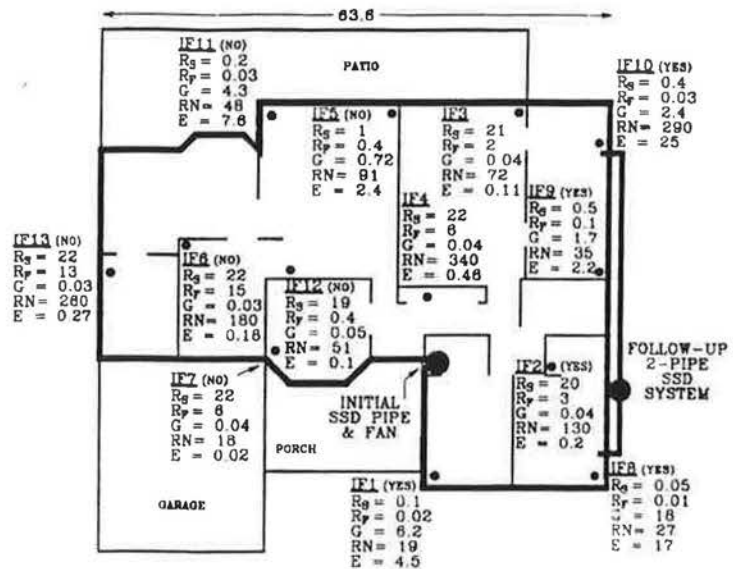 63.6
IF11 (NO)
Rs = 0.2
RF = 0.03
G = 4.3
RN = 48
E = 7.6
PATIO
IF10 (YES)
Rs = 0.4
RF = 0.03
G = 2.4
RN = 290
E = 25
IF5 (NO)
Rs = 1
RF = 0.4
G = 0.72
RN = 91
E = 2.4
IF3
Rs = 21
RF = 2
G = 0.04
RN = 72
E = 0.11
IF4
Rs = 22
RF = 6
G = 0.04
RN = 340
E = 0.46
IF9 (YES)
Rs = 0.5
RF = 0.1
G = 1.7
RN = 35
E = 2.2
IF13 (NO)
Rs = 22
RF = 13
G = 0.03
RN = 280
E = 0.27
IF6 (NO)
Rs = 22
RF = 15
G = 0.03
RN = 180
E = 0.18
IF12 (NO)
Rs = 19
RF = 0.4
G = 0.05
RN = 51
E = 0.1
IF7 (NO)
Rs = 22
RF = 6
G = 0.04
RN = 18
E = 0.02
INITIAL
SSD PIPE
& FAN
IF2 (YES)
Rs = 20
RF = 3
G = 0.04
RN = 130
E = 0.2
FOLLOW-UP
2-PIPE
SSD
SYSTEM
PORCH
GARAGE
IF1 (YES)
Rs = 0.1
RF = 0.02
G = 6.2
RN = 19
E = 4.5
IF8 (YES)
Rs = 0.05
RF = 0.01
G = 18
RN = 27
E = 17